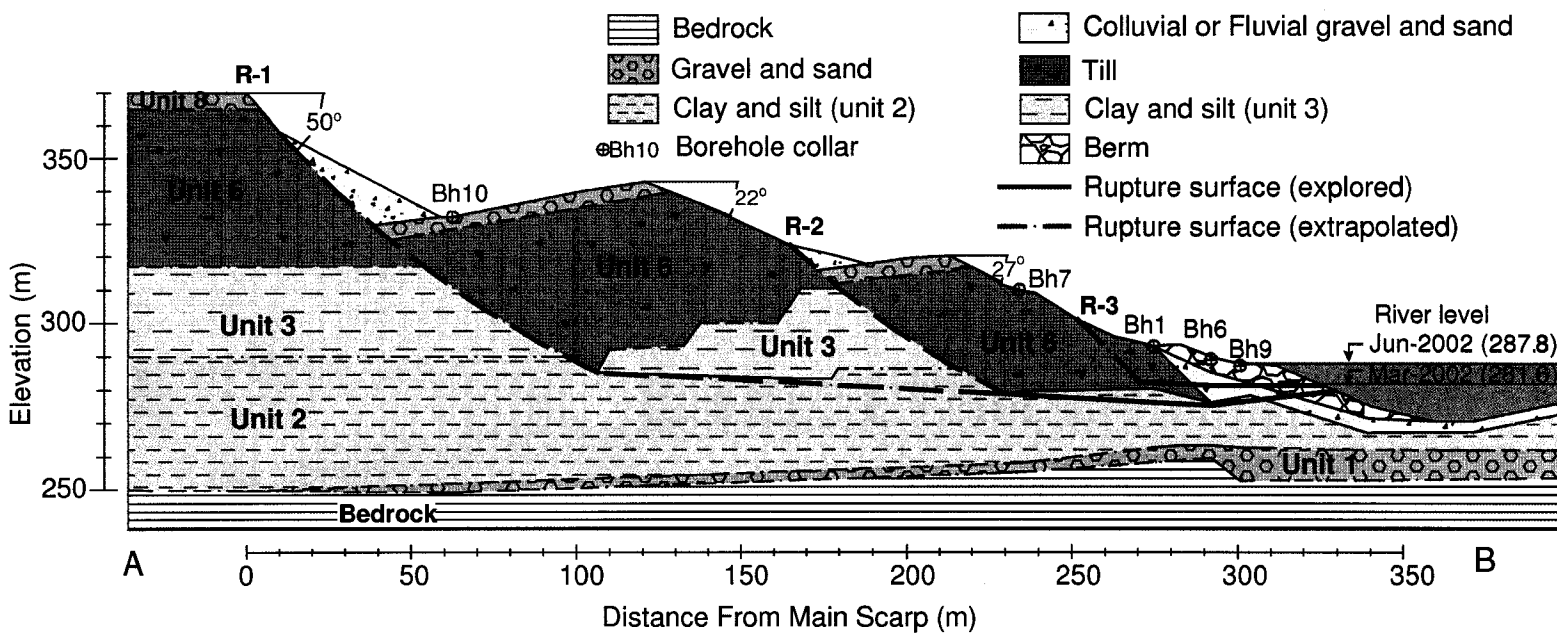 Bedrock
Gravel and sand
Clay and silt (unit 2)
⊕Bh10 Borehole collar
Colluvial or Fluvial gravel and sand
Till
Clay and silt (unit 3)
Berm
Rupture surface (explored)
Rupture surface (extrapolated)
R-1
Unit 8
50°
350
Unit 6
Bh10
22°
R-2
Unit 6
27°
Bh7
R-3
Unit 6
Bh1
Bh6
Bh9
River level
Jun-2002 (287.8)
Mar-2002 (281.6)
Elevation (m)
300
Unit 3
Unit 3
Unit 2
Unit 1
250
Bedrock
A
B
0 50 100 150 200 250 300 350
Distance From Main Scarp (m)